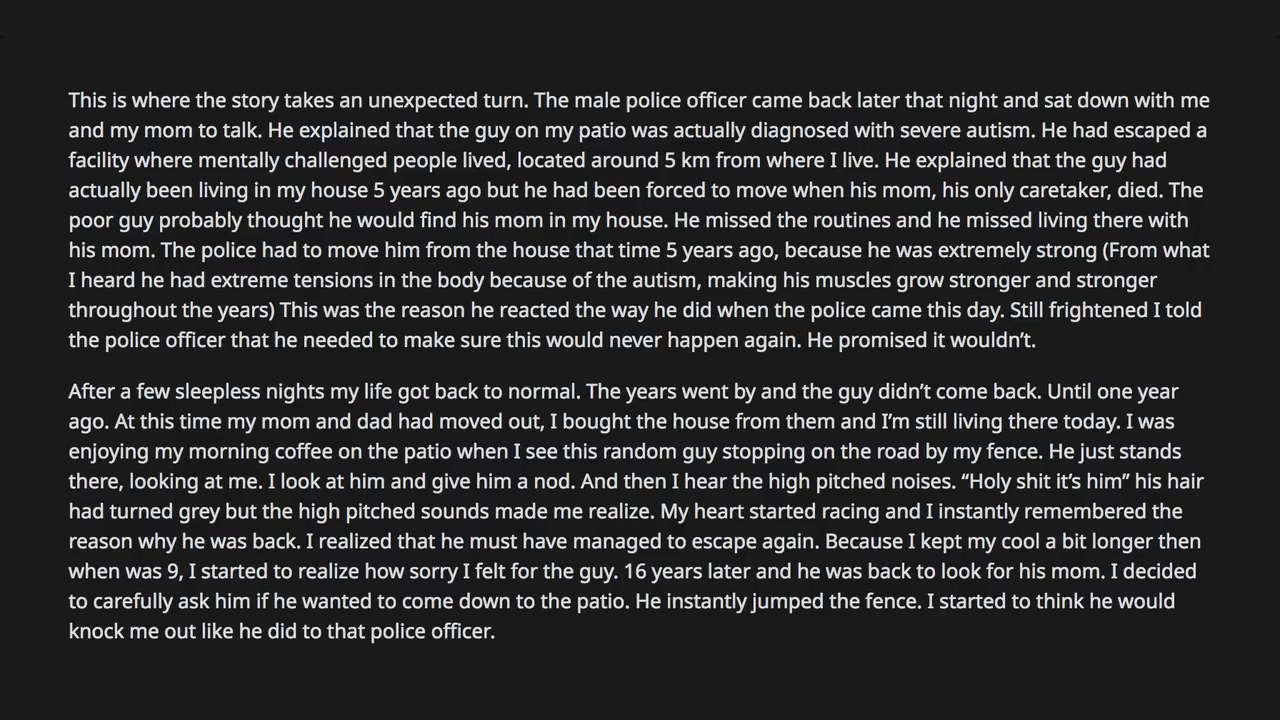 This is where the story takes an unexpected turn. The male police officer came back later that night and sat down with me
and my mom to talk. He explained that the guy on my patio was actually diagnosed with severe autism. He had escaped a
facility where mentally challenged people lived, located around 5 km from where I live. He explained that the guy had
actually been living in my house 5 years ago but he had been forced to move when his mom, his only caretaker, died. The
poor guy probably thought he would find his mom in my house. He missed the routines and he missed living there with
his mom. The police had to move him from the house that time 5 years ago, because he was extremely strong (From what
I heard he had extreme tensions in the body because of the autism, making his muscles grow stronger and stronger
throughout the years) This was the reason he reacted the way he did when the police came this day. Still frightened I told
the police officer that he needed to make sure this would never happen again. He promised it wouldn’t.
After a few sleepless nights my life got back to normal. The years went by and the guy didn’t come back. Until one year
ago. At this time my mom and dad had moved out, I bought the house from them and I’m still living there today. I was
enjoying my morning coffee on the patio when I see this random guy stopping on the road by my fence. He just stands
there, looking at me. I look at him and give him a nod. And then I hear the high pitched noises. “Holy shit it’s him” his hair
had turned grey but the high pitched sounds made me realize. My heart started racing and I instantly remembered the
reason why he was back. I realized that he must have managed to escape again. Because I kept my cool a bit longer then
when was 9, I started to realize how sorry I felt for the guy. 16 years later and he was back to look for his mom. I decided
to carefully ask him if he wanted to come down to the patio. He instantly jumped the fence. I started to think he would
knock me out like he did to that police officer.